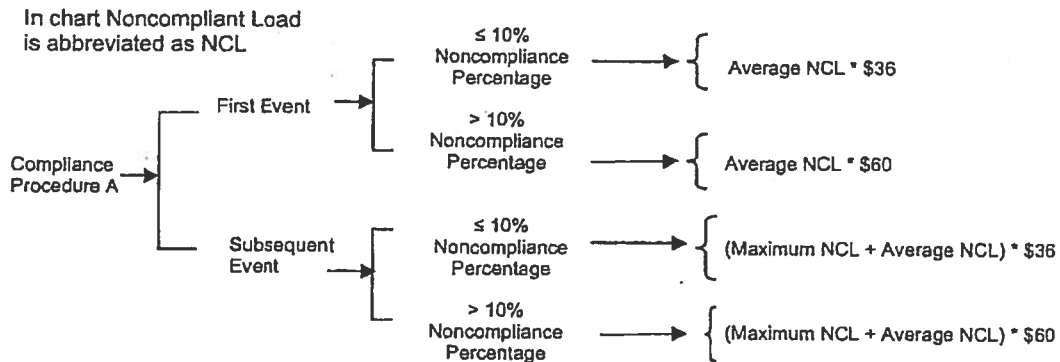 In chart Noncompliant Load
is abbreviated as NCL
Compliance
Procedure A
First Event
≤ 10%
Noncompliance
Percentage
Average NCL * $36
> 10%
Noncompliance
Percentage
Average NCL * $60
Subsequent
Event
≤ 10%
Noncompliance
Percentage
(Maximum NCL + Average NCL) * $36
> 10%
Noncompliance
Percentage
(Maximum NCL + Average NCL) * $60